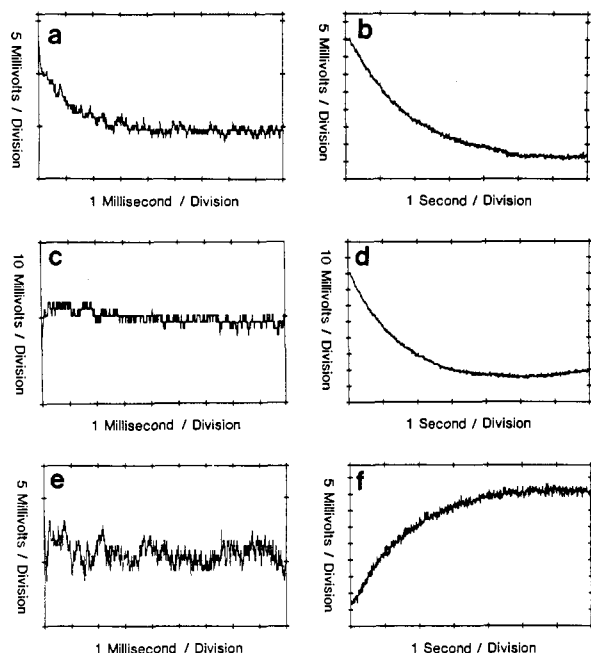 a
5 Millivolts / Division
1 Millisecond / Division
b
5 Millivolts / Division
1 Second / Division
c
10 Millivolts / Division
1 Millisecond / Division
d
10 Millivolts / Division
1 Second / Division
e
5 Millivolts / Division
1 Millisecond / Division
f
5 Millivolts / Division
1 Second / Division